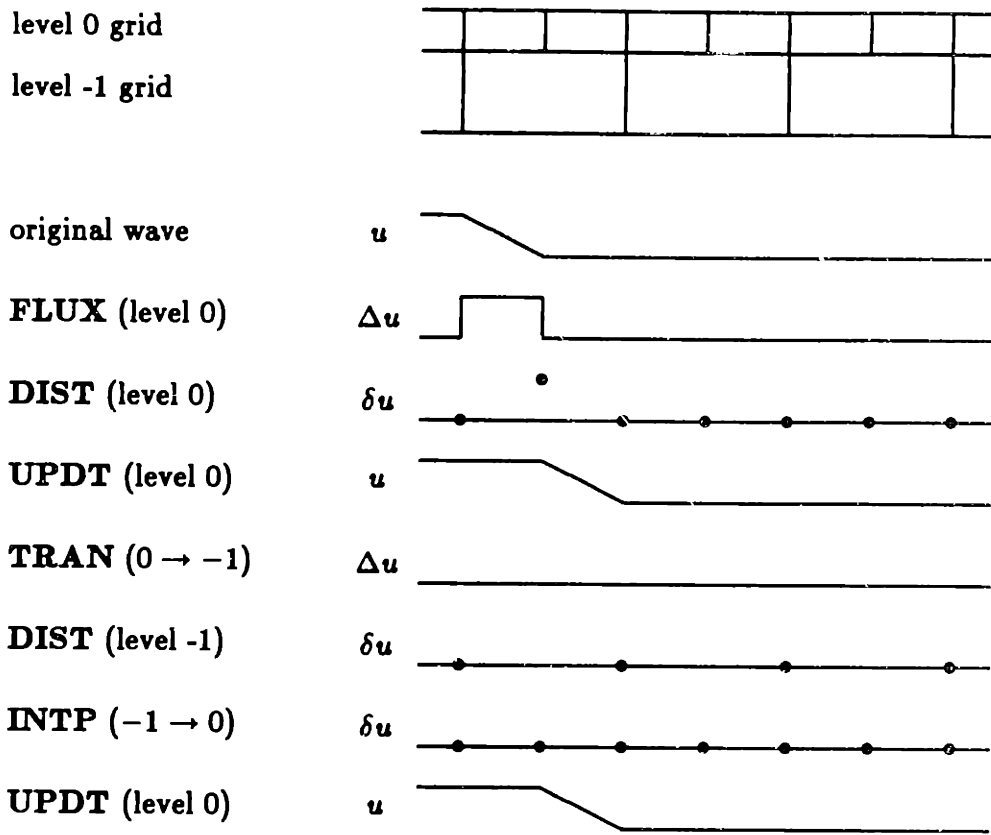 level 0 grid
level -1 grid
original wave u
FLUX (level 0) Δu
DIST (level 0) δu
UPDT (level 0) u
TRAN (0 → −1) Δu
DIST (level -1) δu
INTP (−1 → 0) δu
UPDT (level 0) u